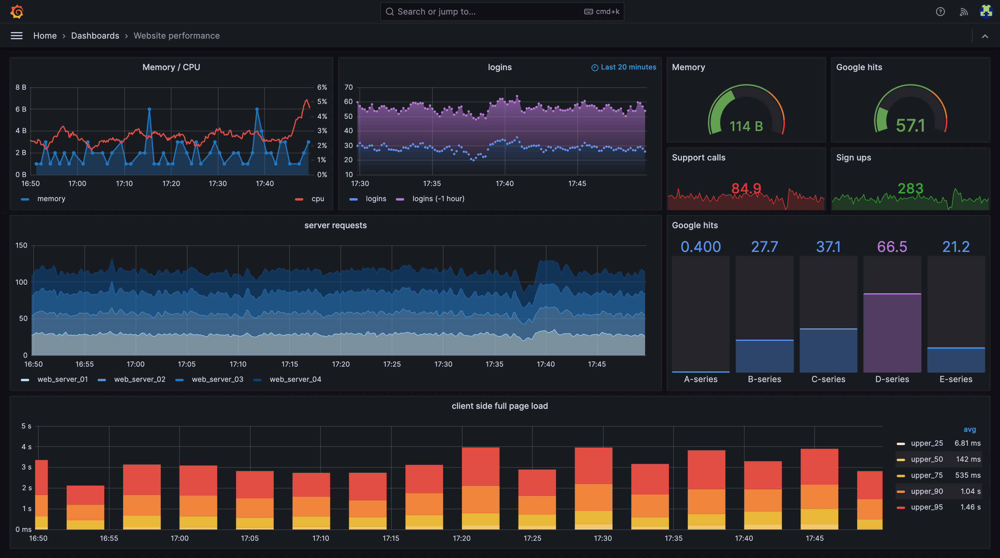 Search or jump to...
cmd+k
Home › Dashboards › Website performance
Memory / CPU
8 B
6 B
4 B
2 B
0 B
6%
5%
4%
3%
2%
1%
0%
16:50 17:00 17:10 17:20 17:30 17:40
memory
cpu
logins
Last 20 minutes
70
60
50
40
30
20
10
17:30 17:35 17:40 17:45
logins logins (-1 hour)
Memory
114 B
Google hits
57.1
Support calls
84.9
Sign ups
283
server requests
150
100
50
0
16:50 16:55 17:00 17:05 17:10 17:15 17:20 17:25 17:30 17:35 17:40 17:45
web_server_01 web_server_02 web_server_03 web_server_04
Google hits
0.400 27.7 37.1 66.5 21.2
A-series B-series C-series D-series E-series
client side full page load
5 s
4 s
3 s
2 s
1 s
0 ms
16:50 16:55 17:00 17:05 17:10 17:15 17:20 17:25 17:30 17:35 17:40 17:45
avg
upper_25 6.81 ms
upper_50 142 ms
upper_75 535 ms
upper_90 1.04 s
upper_95 1.46 s